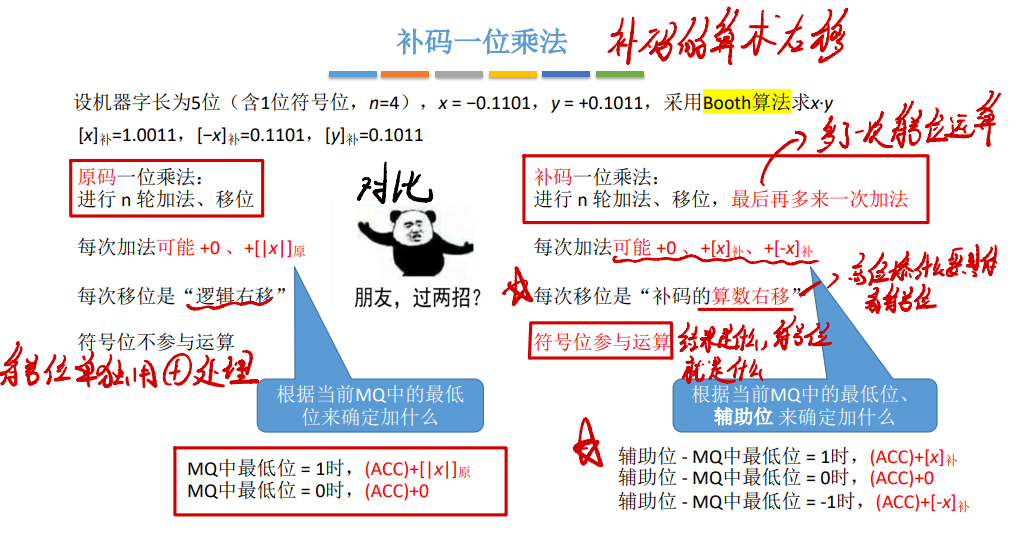 补码一位乘法 补码的算术右移
设机器字长为5位（含1位符号位，n=4），x = −0.1101，y = +0.1011，采用Booth算法求x·y
[x]补=1.0011，[−x]补=0.1101，[y]补=0.1011
多了一次符号位运算
原码一位乘法：
进行 n 轮加法、移位
对比
补码一位乘法：
进行 n 轮加法、移位，最后再多来一次加法
每次加法可能 +0 、+[|x|]原
每次移位是“逻辑右移”
符号位不参与运算
符号位单独用⊕处理
朋友，过两招？
每次加法可能 +0 、+[x]补、+[-x]补
每次移位是“补码的算数右移”
高位添什么要看符号位
符号位参与运算
结果是什么，符号位
就是什么
根据当前MQ中的最低
位来确定加什么
根据当前MQ中的最低位、
辅助位 来确定加什么
MQ中最低位 = 1时，(ACC)+[|x|]原
MQ中最低位 = 0时，(ACC)+0
辅助位 - MQ中最低位 = 1时，(ACC)+[x]补
辅助位 - MQ中最低位 = 0时，(ACC)+0
辅助位 - MQ中最低位 = -1时，(ACC)+[-x]补